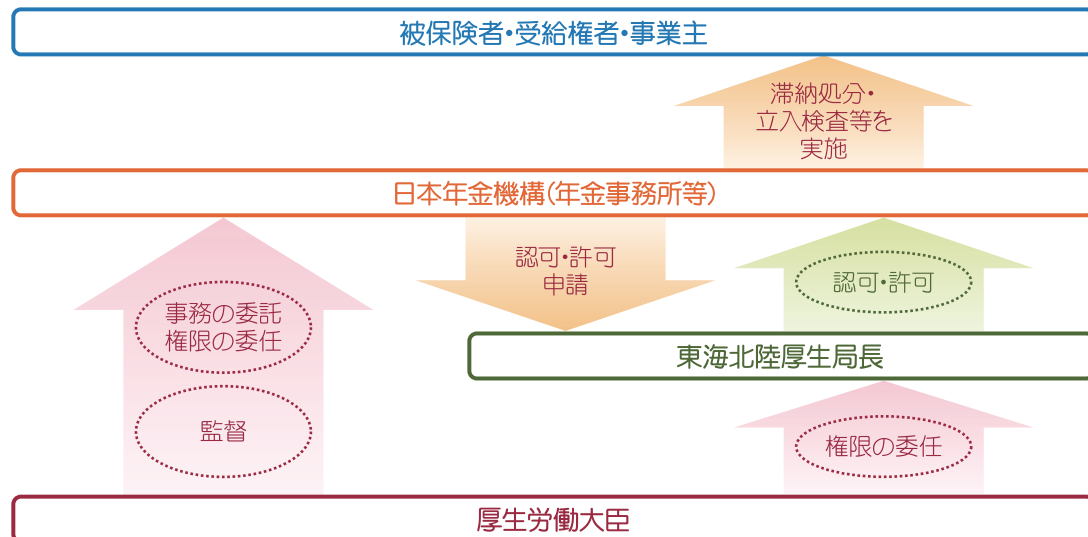 被保険者・受給権者・事業主
滞納処分・
立入検査等を
実施
日本年金機構(年金事務所等)
認可・許可
申請
認可・許可
事務の委託
権限の委任
東海北陸厚生局長
監督
権限の委任
厚生労働大臣